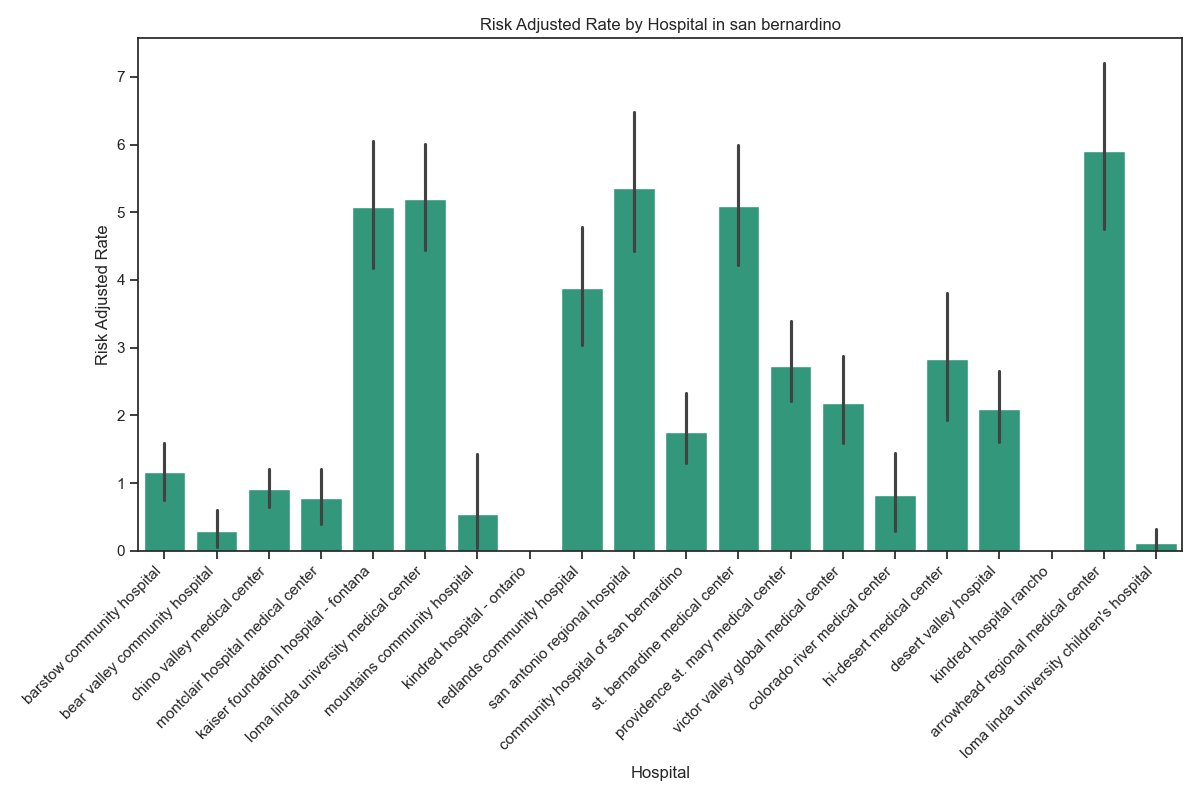 Risk Adjusted Rate by Hospital in san bernardino
Risk Adjusted Rate
7
6
5
4
3
2
1
0
barstow community hospital
bear valley community hospital
chino valley medical center
montclair hospital medical center
kaiser foundation hospital - fontana
loma linda university medical center
mountains community hospital
kindred hospital - ontario
redlands community hospital
san antonio regional hospital
community hospital of san bernardino
st. bernardine medical center
providence st. mary medical center
victor valley global medical center
colorado river medical center
hi-desert medical center
desert valley hospital
kindred hospital rancho
arrowhead regional medical center
loma linda university children's hospital
Hospital